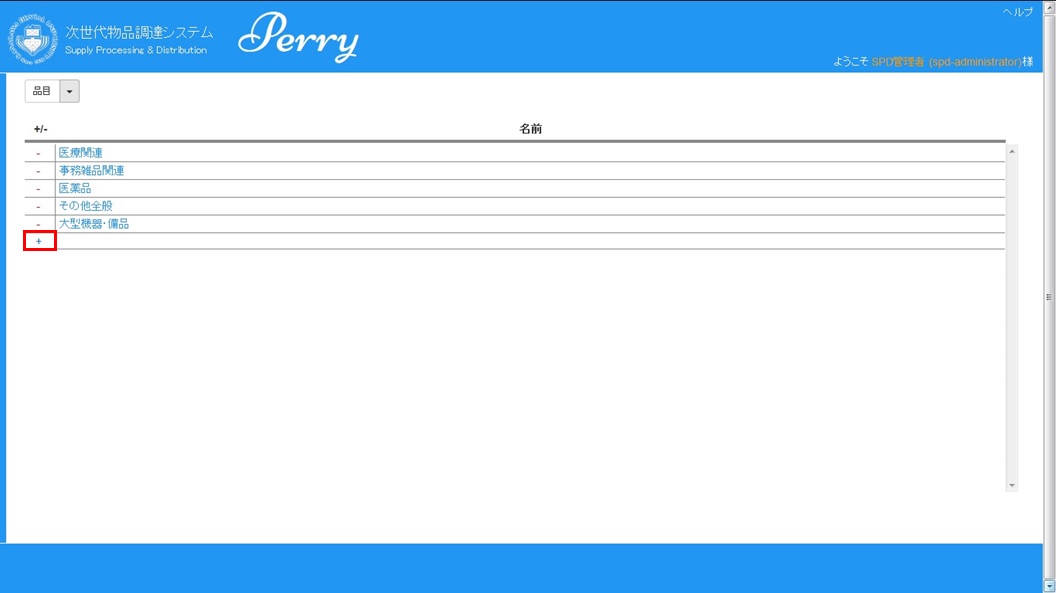 ヘルプ
次世代物品調達システム
Supply Processing & Distribution
Perry
ようこそ SPD管理者 (spd-administrator)様
品目
+/- 名前
- 医療関連
- 事務雑品関連
- 医薬品
- その他全般
- 大型機器・備品
+